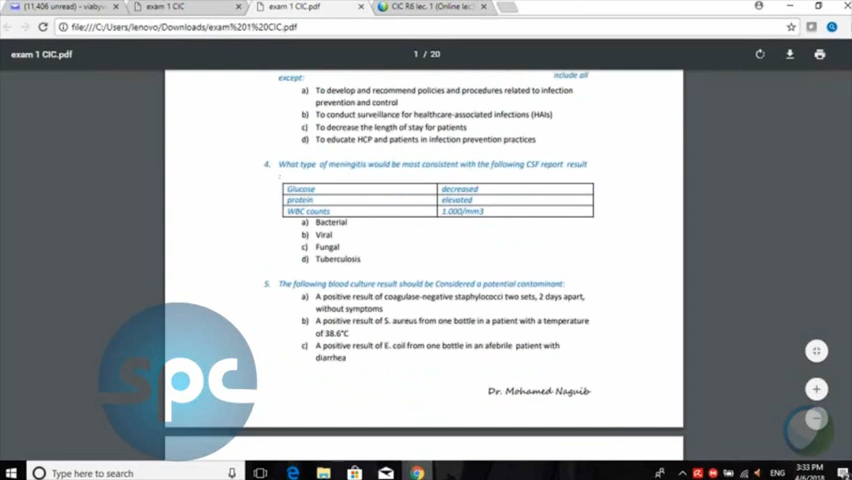 (11,406 unread) - viabyv
exam 1 CIC
exam 1 CIC.pdf
CIC R6 lec. 1 (Online lec
file:///C:/Users/lenovo/Downloads/exam%201%20CIC.pdf
exam 1 CIC.pdf
1 / 20
nclude all
except:
a) To develop and recommend policies and procedures related to infection
prevention and control
b) To conduct surveillance for healthcare-associated infections (HAIs)
c) To decrease the length of stay for patients
d) To educate HCP and patients in infection prevention practices
4. What type of meningitis would be most consistent with the following CSF report result
:
Glucose decreased
protein elevated
WBC counts 1.000/mm3
a) Bacterial
b) Viral
c) Fungal
d) Tuberculosis
5. The following blood culture result should be Considered a potential contaminant:
a) A positive result of coagulase-negative staphylococci two sets, 2 days apart,
without symptoms
b) A positive result of S. aureus from one bottle in a patient with a temperature
of 38.6°C
c) A positive result of E. coil from one bottle in an afebrile patient with
diarrhea
Dr. Mohamed Naguib
spc
Type here to search
ENG
3:33 PM
4/6/2018